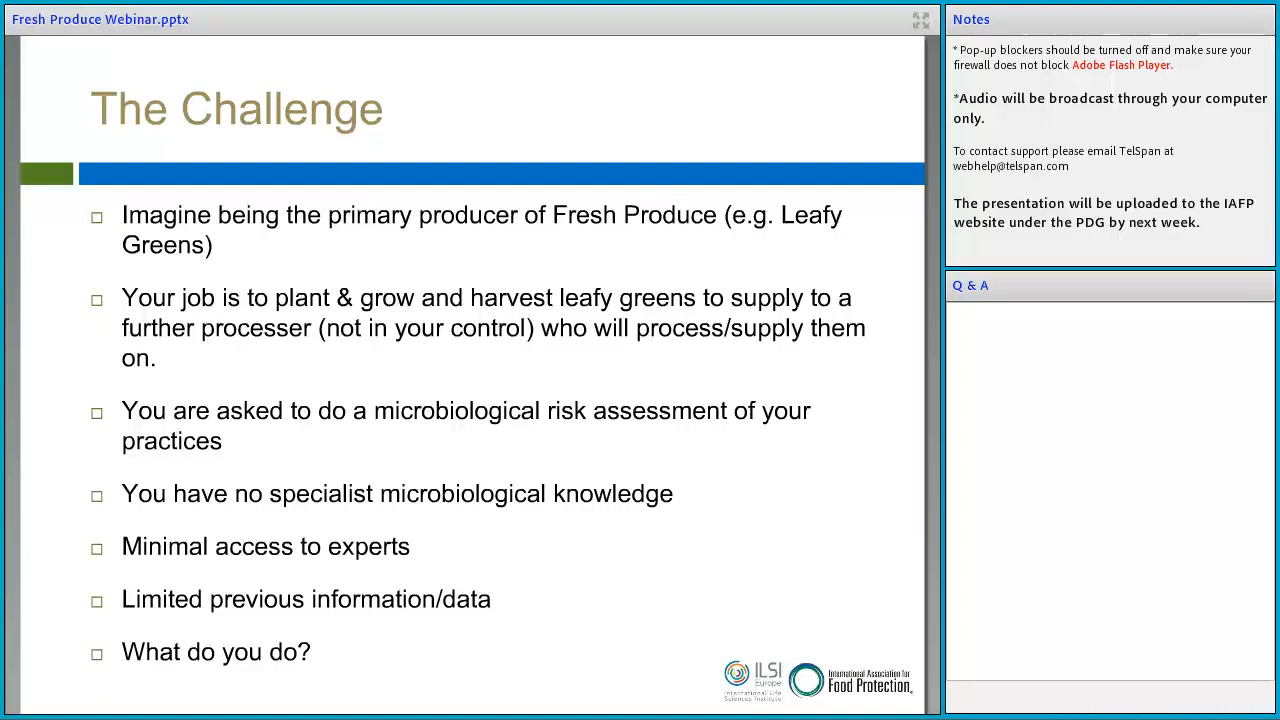 Fresh Produce Webinar.pptx
The Challenge
Imagine being the primary producer of Fresh Produce (e.g. Leafy
Greens)
Your job is to plant & grow and harvest leafy greens to supply to a
further processer (not in your control) who will process/supply them
on.
You are asked to do a microbiological risk assessment of your
practices
You have no specialist microbiological knowledge
Minimal access to experts
Limited previous information/data
What do you do?
ILSI
Europe
International Life
Sciences Institute
International Association for
Food Protection
Notes
* Pop-up blockers should be turned off and make sure your
firewall does not block Adobe Flash Player.
*Audio will be broadcast through your computer
only.
To contact support please email TelSpan at
webhelp@telspan.com
The presentation will be uploaded to the IAFP
website under the PDG by next week.
Q & A